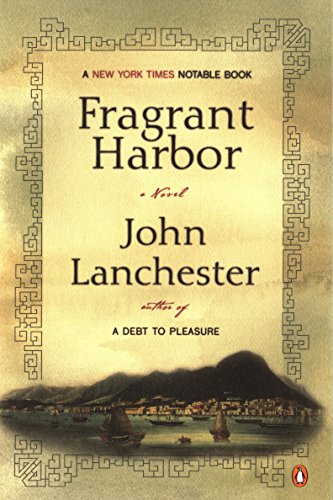 A NEW YORK TIMES NOTABLE BOOK
Fragrant
Harbor
a Novel
John
Lanchester
author of
A DEBT TO PLEASURE